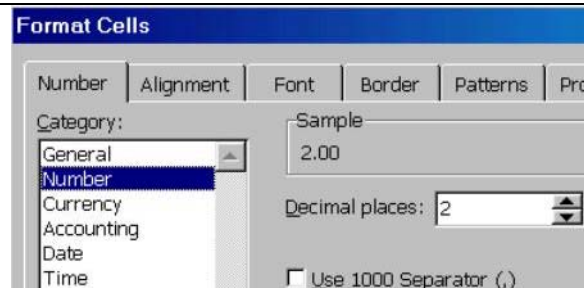 Format Cells
Number Alignment Font Border Patterns Pro
Category:
General
Number
Currency
Accounting
Date
Time
Sample
2.00
Decimal places: 2
Use 1000 Separator (,)